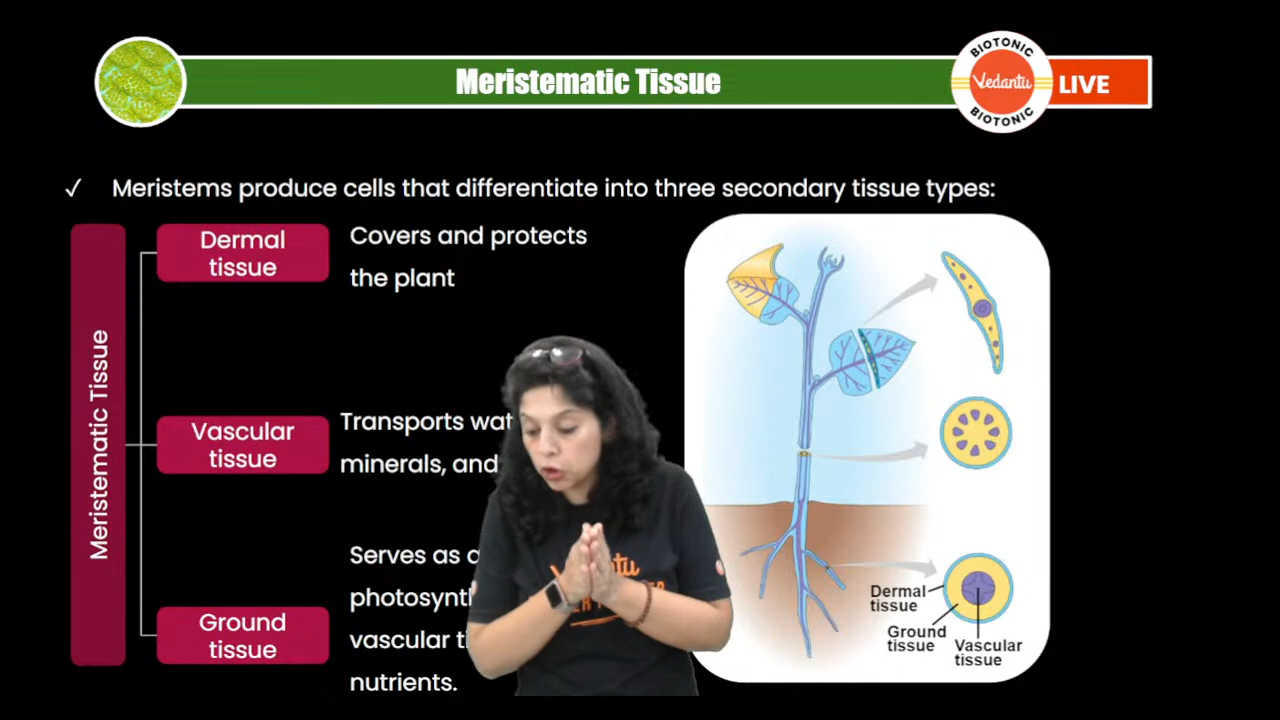 Meristematic Tissue
BIOTONIC
Vedantu
BIOTONIC
LIVE
✓ Meristems produce cells that differentiate into three secondary tissue types:
Meristematic Tissue
Dermal
tissue
Covers and protects
the plant
Vascular
tissue
Transports
minerals, and
Ground
tissue
Serves as
vascular
nutrients.
Dermal
tissue
Ground
tissue
Vascular
tissue